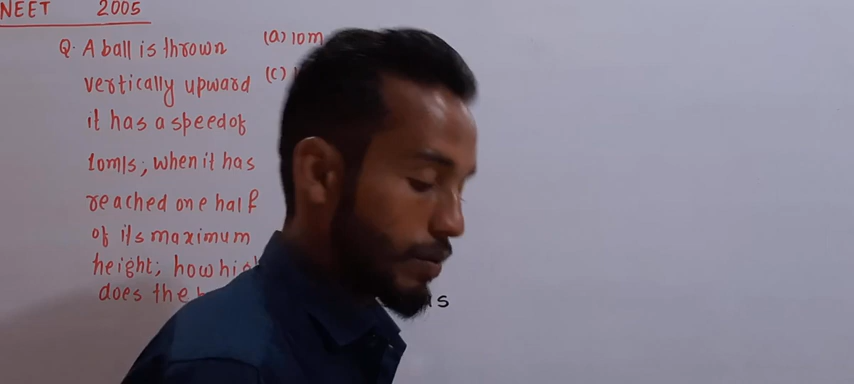 NEET 2005
Q. A ball is thrown
vertically upward
it has a speed of
10m/s; when it has
reached one half
of its maximum
height; how
does the
(a) 10m
(c)